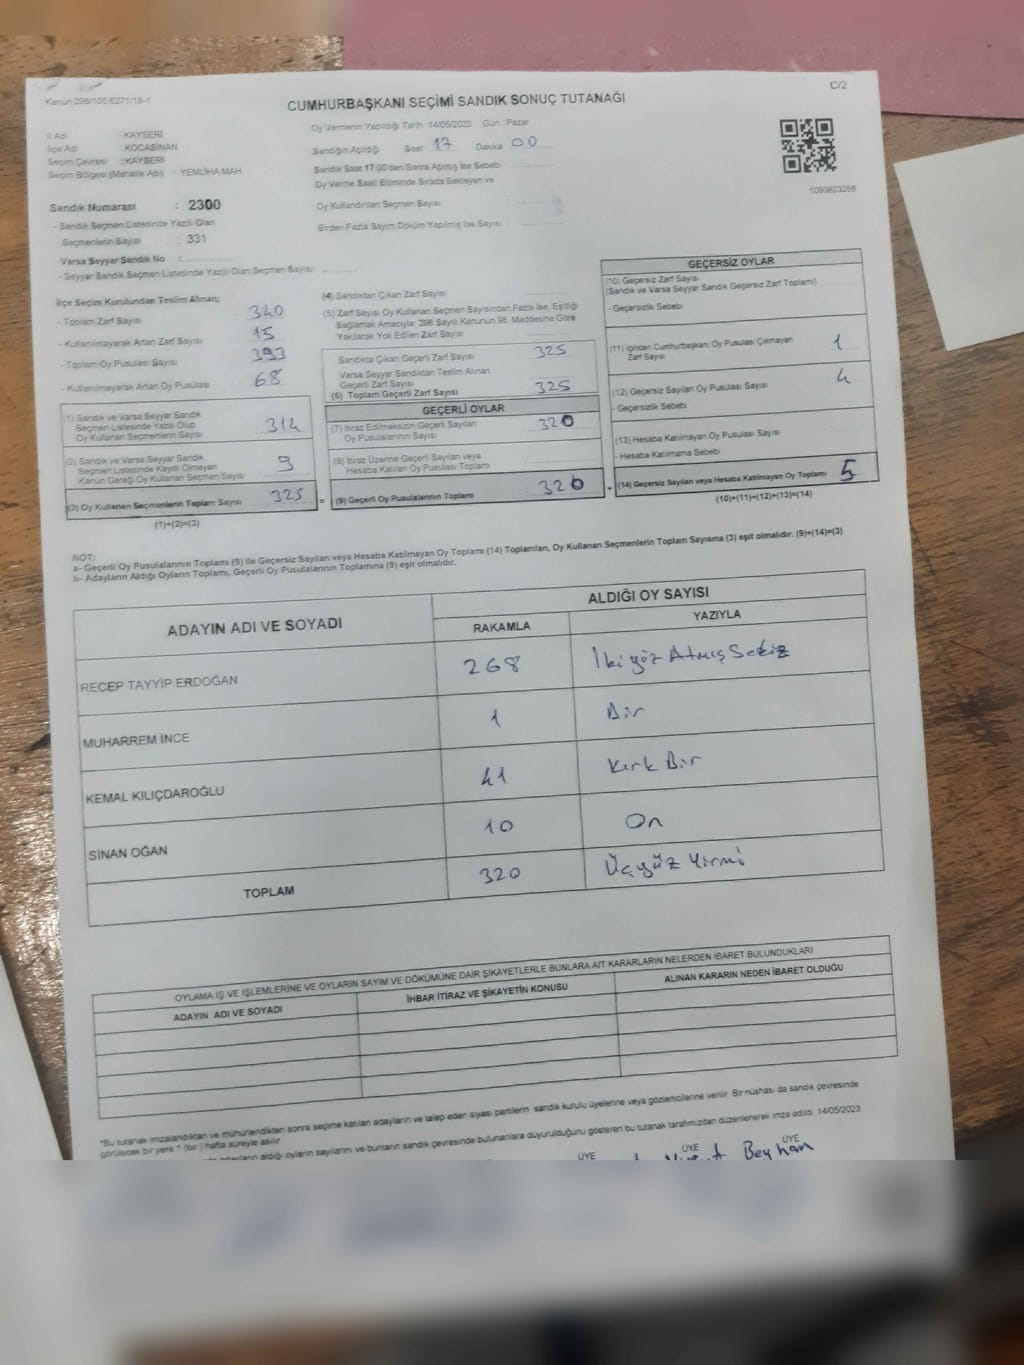 Kanun:298/105;6271/18-1
C/2
CUMHURBAŞKANI SEÇİMİ SANDIK SONUÇ TUTANAĞI
İl Adı : KAYSERİ
İlçe Adı : KOCASİNAN
Seçim Çevresi : KAYSERİ
Seçim Bölgesi (Mahalle Adı) : YEMLİHA MAH
Sandık Numarası : 2300
- Sandık Seçmen Listesinde Yazılı Olan
Seçmenlerin Sayısı : 331
Varsa Seyyar Sandık No :
- Seyyar Sandık Seçmen Listesinde Yazılı Olan Seçmen Sayısı:
Oy Vermenin Yapıldığı Tarih :14/05/2023 Gün : Pazar
Sandığın Açıldığı Saat 17 Dakika 00
Sandık Saat 17:00'den Sonra Açılmış İse Sebebi
Oy Verme Saati Bitiminde Sırada Bekleyen ve
Oy Kullandırılan Seçmen Sayısı
Birden Fazla Sayım Döküm Yapılmış İse Sayısı
1093823258
İlçe Seçim Kurulundan Teslim Alınan;
- Toplam Zarf Sayısı : 340
- Kullanılmayarak Artan Zarf Sayısı : 15
- Toplam Oy Pusulası Sayısı : 393
- Kullanılmayarak Artan Oy Pusulası : 68
(1) Sandık ve Varsa Seyyar Sandık
Seçmen Listesinde Yazılı Olup
Oy Kullanan Seçmenlerin Sayısı 314
(2) Sandık ve Varsa Seyyar Sandık
Seçmen Listesinde Kayıtlı Olmayan
Kanun Gereği Oy Kullanan Seçmen Sayısı 9
(3) Oy Kullanan Seçmenlerin Toplam Sayısı 325
(1)+(2)=(3)
(4) Sandıktan Çıkan Zarf Sayısı
(5) Zarf Sayısı Oy Kullanan Seçmen Sayısından Fazla İse, Eşitliği
Sağlamak Amacıyla; 298 Sayılı Kanunun 98. Maddesine Göre
Yakılarak Yok Edilen Zarf Sayısı
Sandıkta Çıkan Geçerli Zarf Sayısı 325
Varsa Seyyar Sandıktan Teslim Alınan
Geçerli Zarf Sayısı
(6) Toplam Geçerli Zarf Sayısı 325
GEÇERLİ OYLAR
(7) İtiraz Edilmeksizin Geçerli Sayılan
Oy Pusulalarının Sayısı 320
(8) İtiraz Üzerine Geçerli Sayılan veya
Hesaba Katılan Oy Pusulası Toplamı
= (9) Geçerli Oy Pusulalarının Toplamı 320
GEÇERSİZ OYLAR
(10) Geçersiz Zarf Sayısı
(Sandık ve Varsa Seyyar Sandık Geçersiz Zarf Toplamı)
- Geçersizlik Sebebi
(11) İçinden Cumhurbaşkanı Oy Pusulası Çıkmayan
Zarf Sayısı 1
(12) Geçersiz Sayılan Oy Pusulası Sayısı 4
- Geçersizlik Sebebi
(13) Hesaba Katılmayan Oy Pusulası Sayısı
- Hesaba Katılmama Sebebi
+ (14) Geçersiz Sayılan veya Hesaba Katılmayan Oy Toplamı 5
(10)+(11)+(12)+(13)=(14)
NOT:
a- Geçerli Oy Pusulalarının Toplamı (9) ile Geçersiz Sayılan veya Hesaba Katılmayan Oy Toplamı (14) Toplamları, Oy Kullanan Seçmenlerin Toplam Sayısına (3) eşit olmalıdır. (9)+(14)=(3)
b- Adayların Aldığı Oyların Toplamı, Geçerli Oy Pusulalarının Toplamına (9) eşit olmalıdır.
ADAYIN ADI VE SOYADI
ALDIĞI OY SAYISI
RAKAMLA YAZIYLA
RECEP TAYYİP ERDOĞAN 268 İkiyüz Atmış Sekiz
MUHARREM İNCE 1 Bir
KEMAL KILIÇDAROĞLU 41 Kırk Bir
SİNAN OĞAN 10 On
TOPLAM 320 Üçyüz Yirmi
OYLAMA İŞ VE İŞLEMLERİNE VE OYLARIN SAYIM VE DÖKÜMÜNE DAİR ŞİKAYETLERLE BUNLARA AİT KARARLARIN NELERDEN İBARET BULUNDUKLARI
ADAYIN ADI VE SOYADI İHBAR İTİRAZ VE ŞİKAYETİN KONUSU ALINAN KARARIN NEDEN İBARET OLDUĞU
*Bu tutanak imzalandıktan ve mühürlendikten sonra seçime katılan adayların ve talep eden siyasi partilerin sandık kurulu üyelerine veya gözlemcilerine verilir. Bir nüshası da sandık çevresinde
görülecek bir yere 1 (bir) hafta süreyle asılır
adayların aldığı oyların sayılarını ve bunların sandık çevresinde bulunanlara duyurulduğunu gösteren bu tutanak tarafımızdan düzenlenerek imza edildi. 14/05/2023
ÜYE ÜYE ÜYE
Beyhan